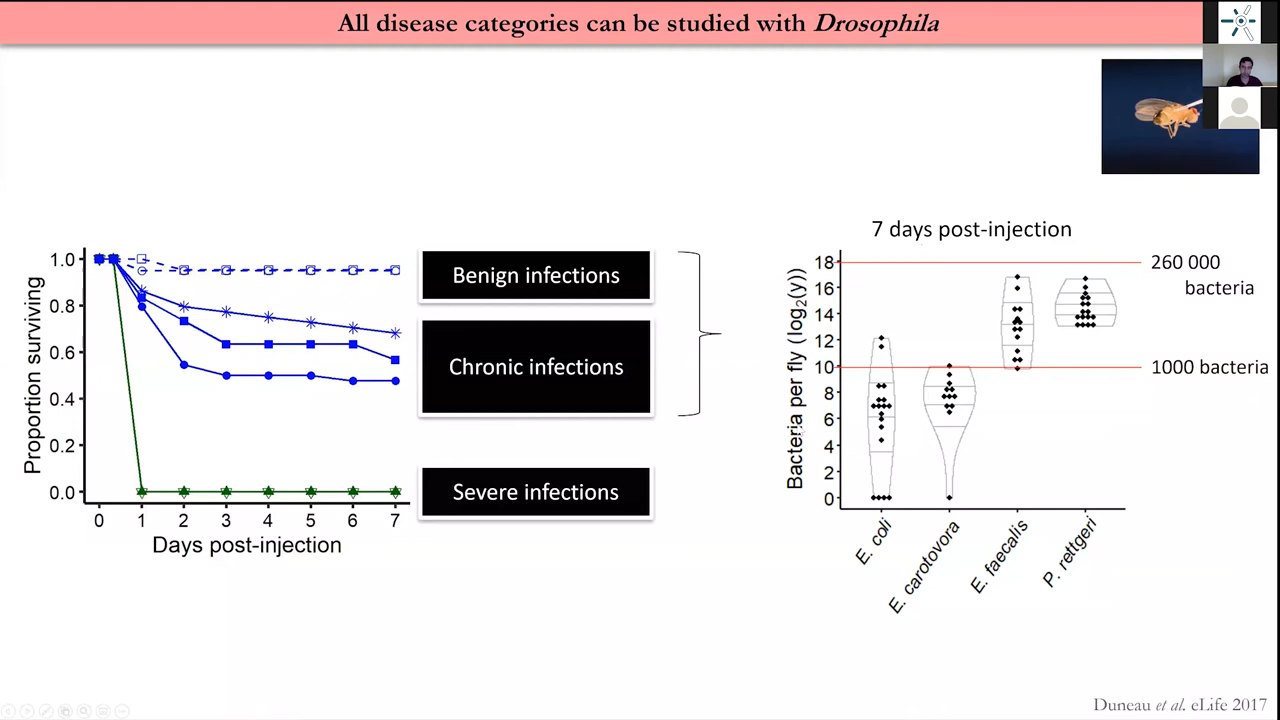 All disease categories can be studied with Drosophila
1.0
0.8
0.6
0.4
0.2
0.0
Proportion surviving
0 1 2 3 4 5 6 7
Days post-injection
Benign infections
Chronic infections
Severe infections
7 days post-injection
18
16
14
12
10
8
6
4
2
0
Bacteria per fly (log2(y))
260 000
bacteria
1000 bacteria
E. coli
E. carotovora
E. faecalis
P. rettgeri
Duneau et al. eLife 2017